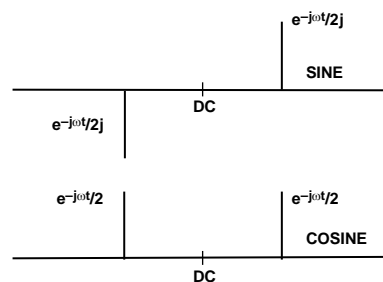 e–jωt/2j
SINE
DC
e–jωt/2j
e–jωt/2
e–jωt/2
COSINE
DC